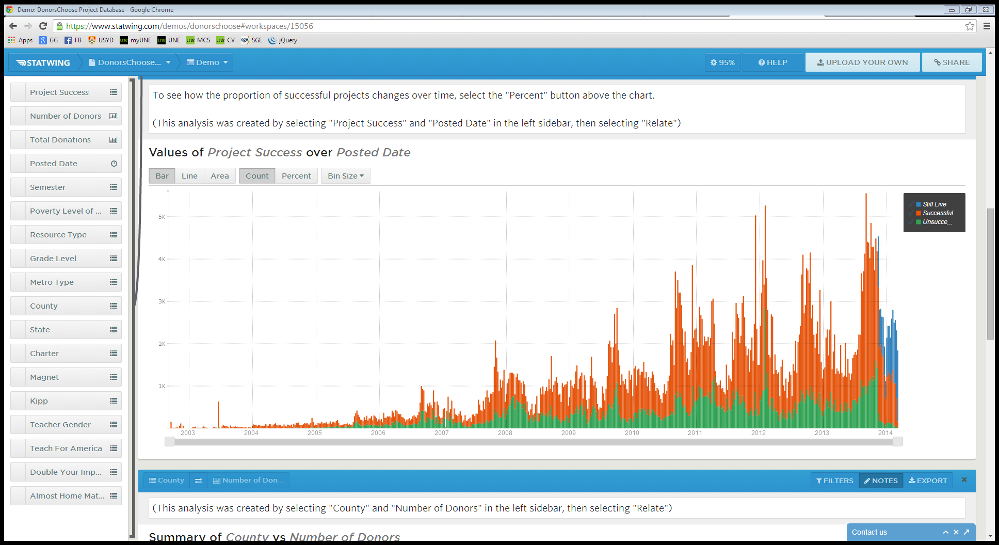 Demo: DonorsChoose Project Database - Google Chrome
https://www.statwing.com/demos/donorschoose#workspaces/15056
Apps GG FB USYD myUNE UNE MCS CV SGE jQuery
STATWING DonorsChoose... Demo 95% HELP UPLOAD YOUR OWN SHARE
Project Success
Number of Donors
Total Donations
Posted Date
Semester
Poverty Level of ...
Resource Type
Grade Level
Metro Type
County
State
Charter
Magnet
Kipp
Teacher Gender
Teach For America
Double Your Imp...
Almost Home Mat...
To see how the proportion of successful projects changes over time, select the "Percent" button above the chart.
(This analysis was created by selecting "Project Success" and "Posted Date" in the left sidebar, then selecting "Relate")
Values of Project Success over Posted Date
Bar Line Area Count Percent Bin Size
5K
4K
3K
2K
1K
2003 2004 2005 2006 2007 2008 2009 2010 2011 2012 2013 2014
Still Live
Successful
Unsucce...
County Number of Don... FILTERS NOTES EXPORT
(This analysis was created by selecting "County" and "Number of Donors" in the left sidebar, then selecting "Relate")
Summary of County vs Number of Donors
Contact us